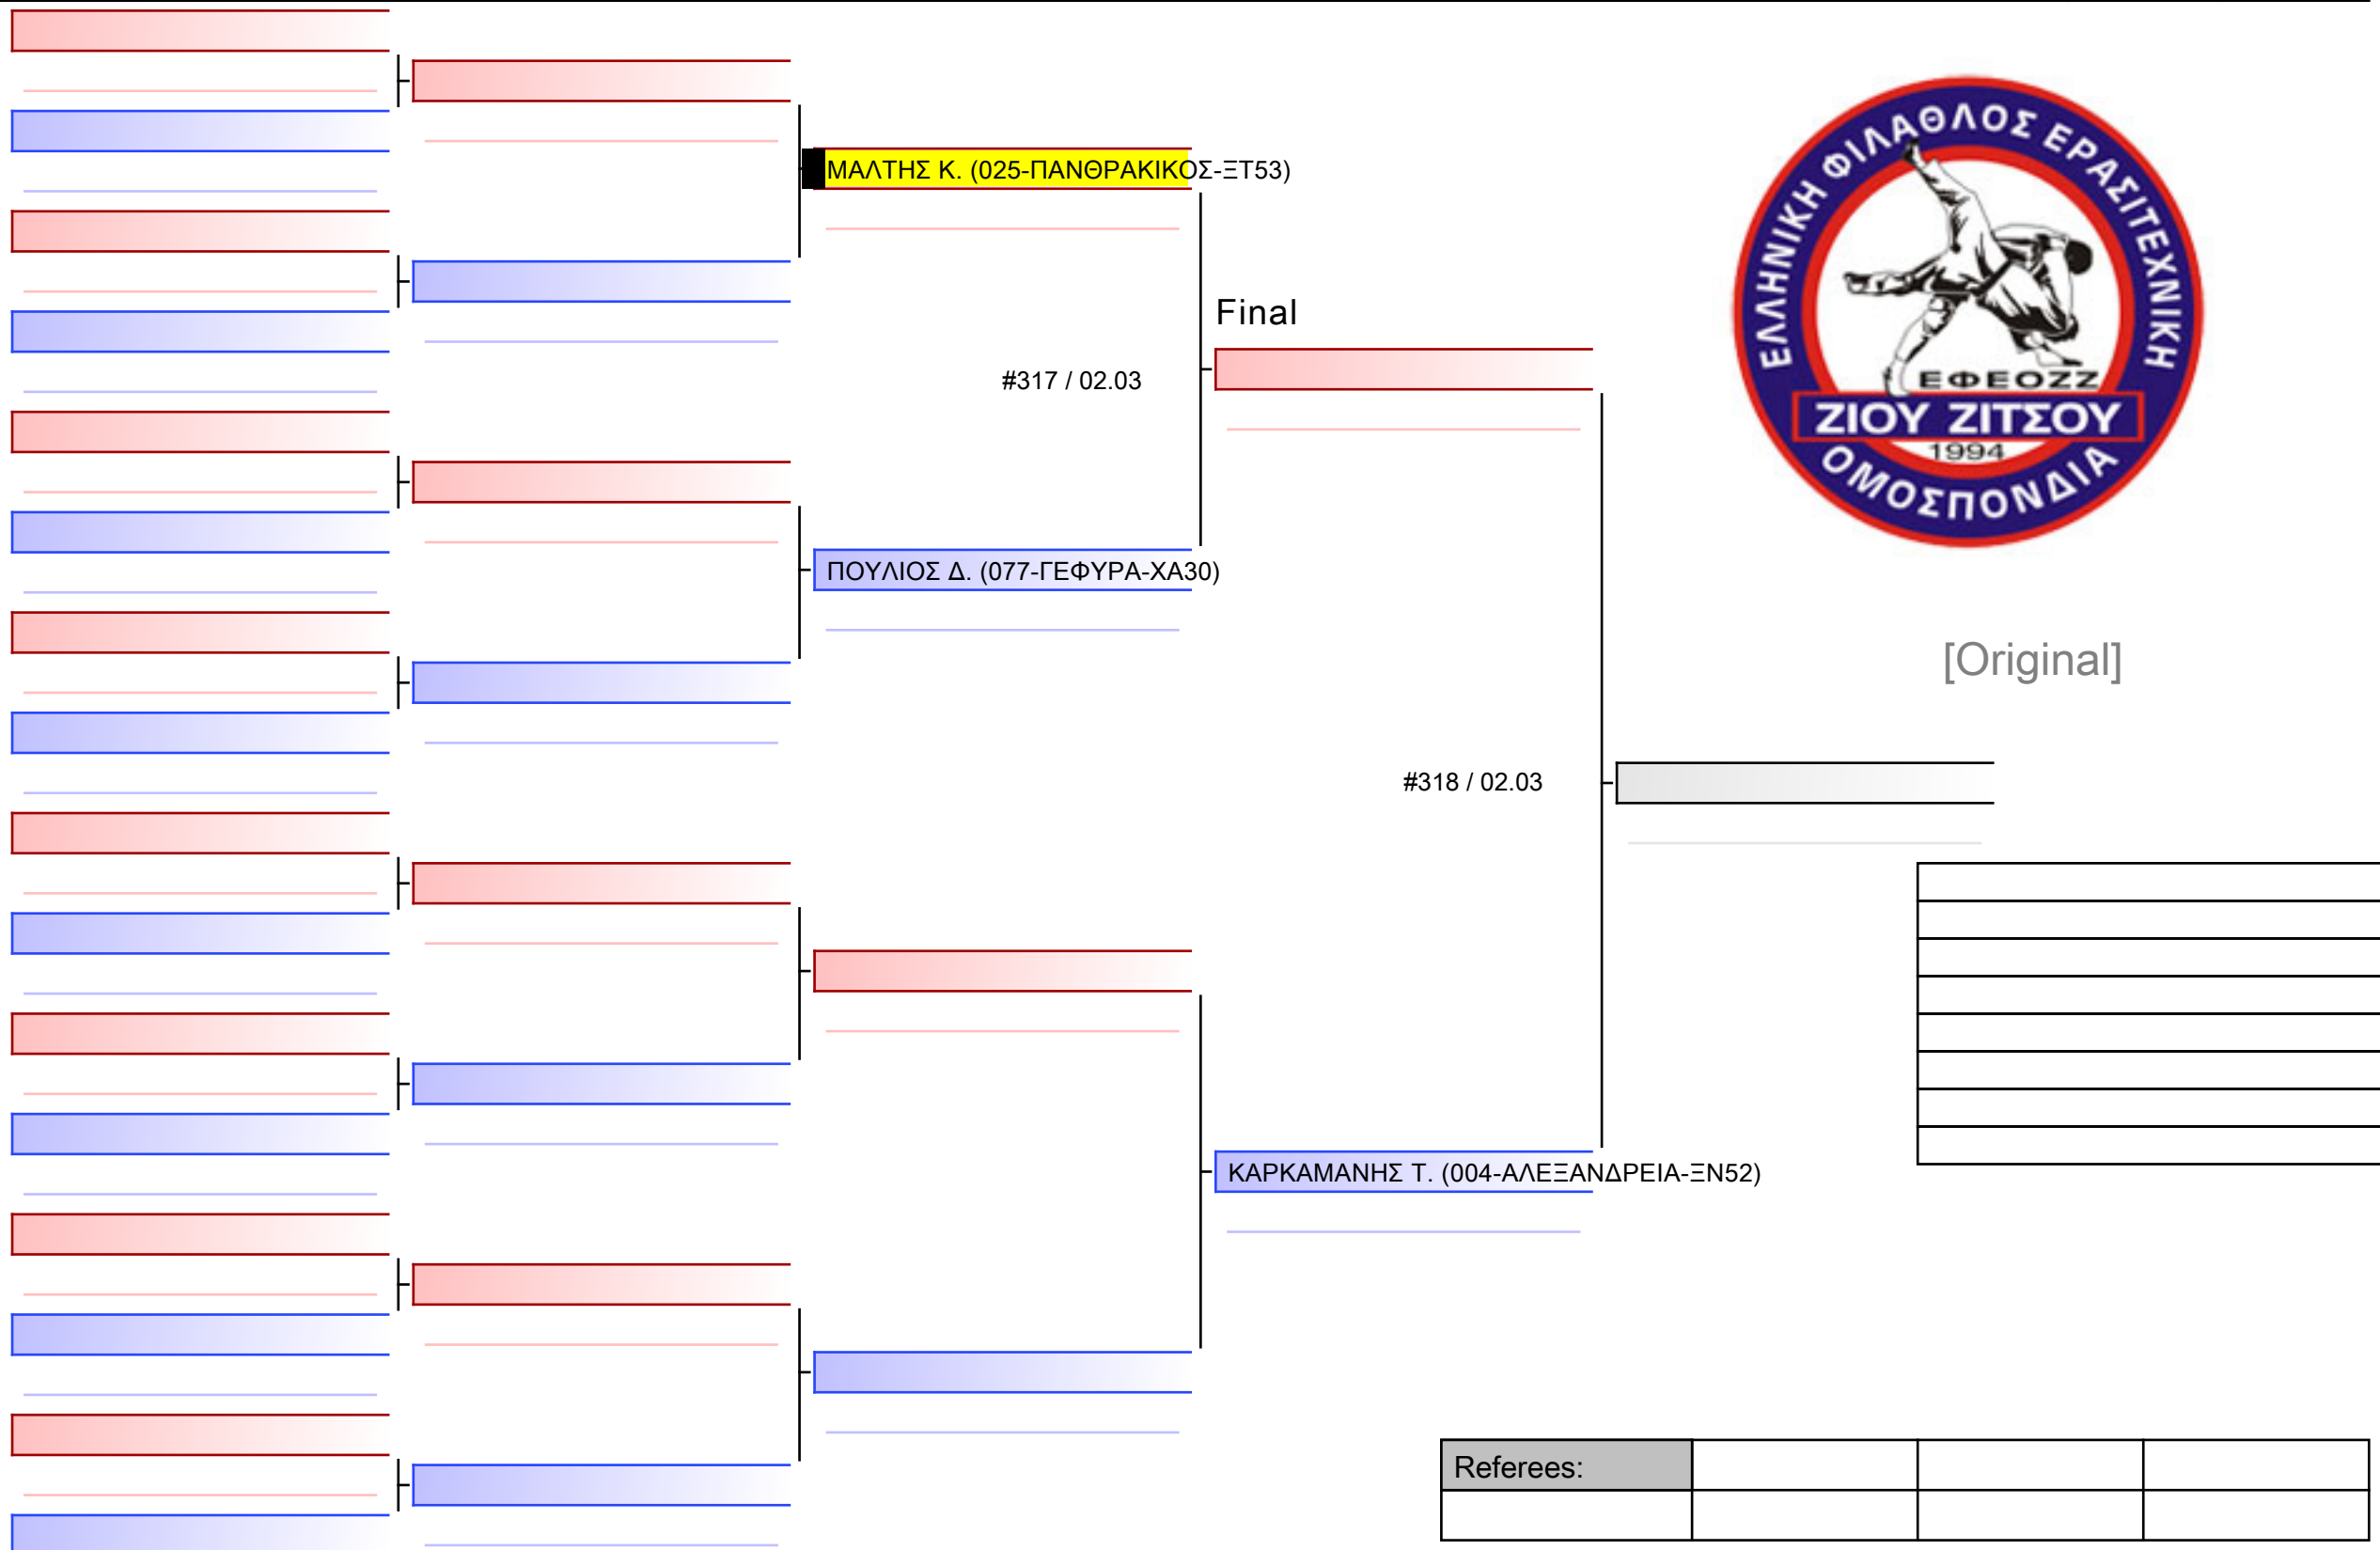 ΜΑΛΤΗΣ Κ. (025-ΠΑΝΘΡΑΚΙΚΟΣ-ΞΤ53)
ΕΛΛΗΝΙΚΗ ΦΙΛΑΘΛΟΣ ΕΡΑΣΙΤΕΧΝΙΚΗ
ΕΦΕΟΖΖ
ΖΙΟΥ ΖΙΤΣΟΥ
1994
ΟΜΟΣΠΟΝΔΙΑ
Final
#317 / 02.03
ΠΟΥΛΙΟΣ Δ. (077-ΓΕΦΥΡΑ-ΧΑ30)
[Original]
#318 / 02.03
ΚΑΡΚΑΜΑΝΗΣ Τ. (004-ΑΛΕΞΑΝΔΡΕΙΑ-ΞΝ52)
Referees: